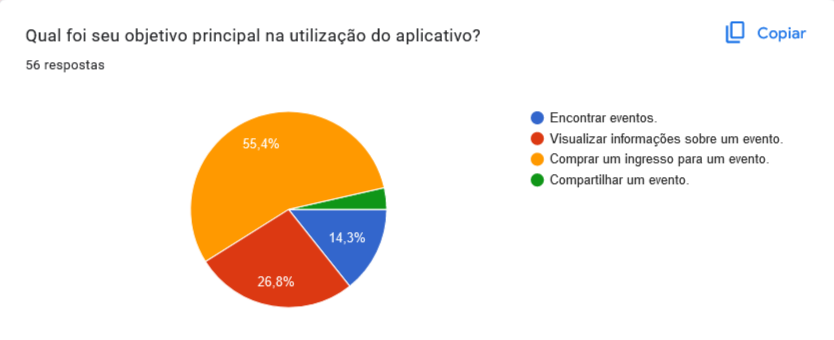 Qual foi seu objetivo principal na utilização do aplicativo?
Copiar
56 respostas
55,4%
14,3%
26,8%
Encontrar eventos.
Visualizar informações sobre um evento.
Comprar um ingresso para um evento.
Compartilhar um evento.